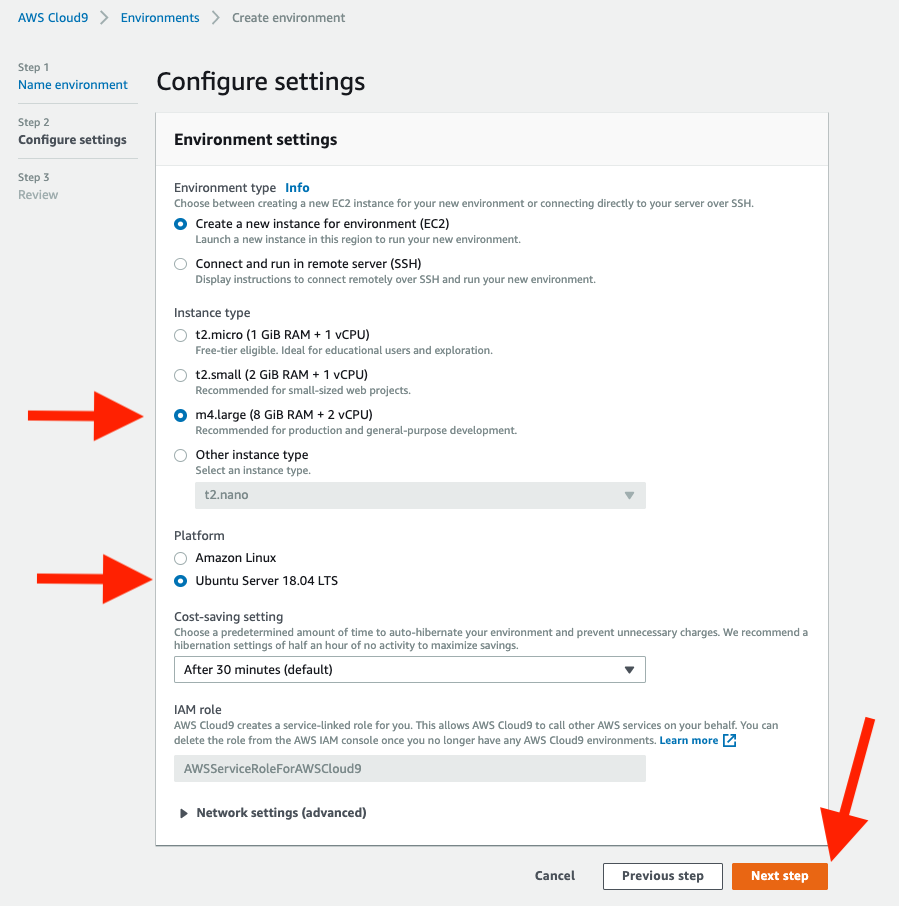 AWS Cloud9 > Environments > Create environment
Step 1
Name environment
Step 2
Configure settings
Step 3
Review
Configure settings
Environment settings
Environment type Info
Choose between creating a new EC2 instance for your new environment or connecting directly to your server over SSH.
Create a new instance for environment (EC2)
Launch a new instance in this region to run your new environment.
Connect and run in remote server (SSH)
Display instructions to connect remotely over SSH and run your new environment.
Instance type
t2.micro (1 GiB RAM + 1 vCPU)
Free-tier eligible. Ideal for educational users and exploration.
t2.small (2 GiB RAM + 1 vCPU)
Recommended for small-sized web projects.
m4.large (8 GiB RAM + 2 vCPU)
Recommended for production and general-purpose development.
Other instance type
Select an instance type.
t2.nano
Platform
Amazon Linux
Ubuntu Server 18.04 LTS
Cost-saving setting
Choose a predetermined amount of time to auto-hibernate your environment and prevent unnecessary charges. We recommend a
hibernation settings of half an hour of no activity to maximize savings.
After 30 minutes (default)
IAM role
AWS Cloud9 creates a service-linked role for you. This allows AWS Cloud9 to call other AWS services on your behalf. You can
delete the role from the AWS IAM console once you no longer have any AWS Cloud9 environments. Learn more
AWSServiceRoleForAWSCloud9
Network settings (advanced)
Cancel
Previous step
Next step